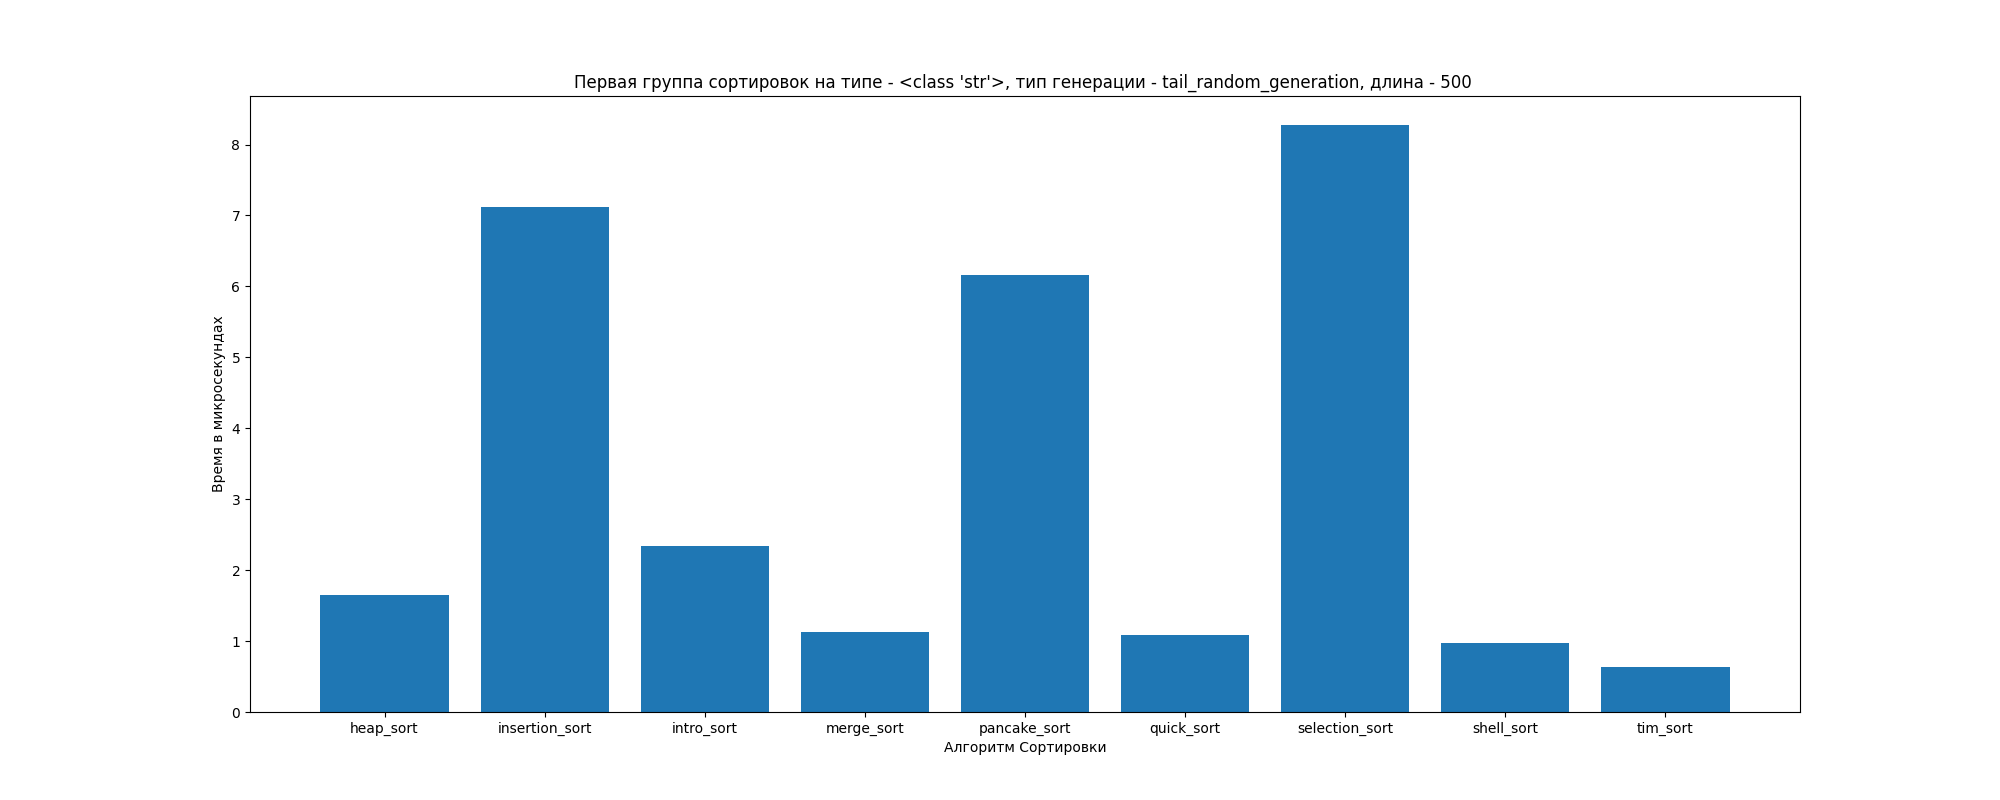 Первая группа сортировок на типе - <class 'str'>, тип генерации - tail_random_generation, длина - 500
Время в микросекундах
8
7
6
5
4
3
2
1
0
heap_sort insertion_sort intro_sort merge_sort pancake_sort quick_sort selection_sort shell_sort tim_sort
Алгоритм Сортировки